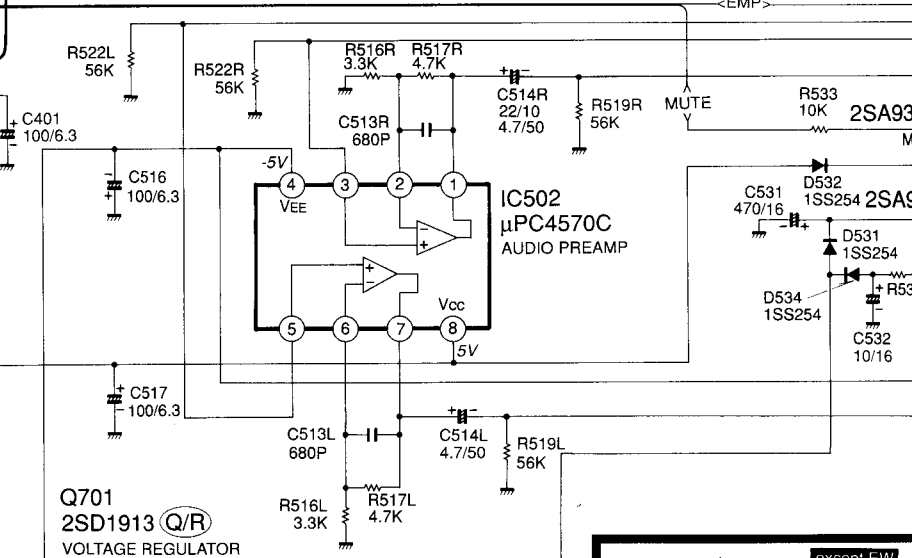 <EMP>
R522L
56K
R522R
56K
R516R
3.3K
R517R
4.7K
C514R
22/10
4.7/50
R519R
56K
MUTE
R533
10K
2SA93
C401
100/6.3
C513R
680P
-5V
C516
100/6.3
4
3
2
1
VEE
IC502
μPC4570C
AUDIO PREAMP
D532
1SS254
C531
470/16
2SA9
D531
1SS254
D534
1SS254
R53
C532
10/16
Vcc
5
6
7
8
5V
C517
100/6.3
C513L
680P
C514L
4.7/50
R519L
56K
R516L
3.3K
R517L
4.7K
Q701
2SD1913 Q/R
VOLTAGE REGULATOR
except EW